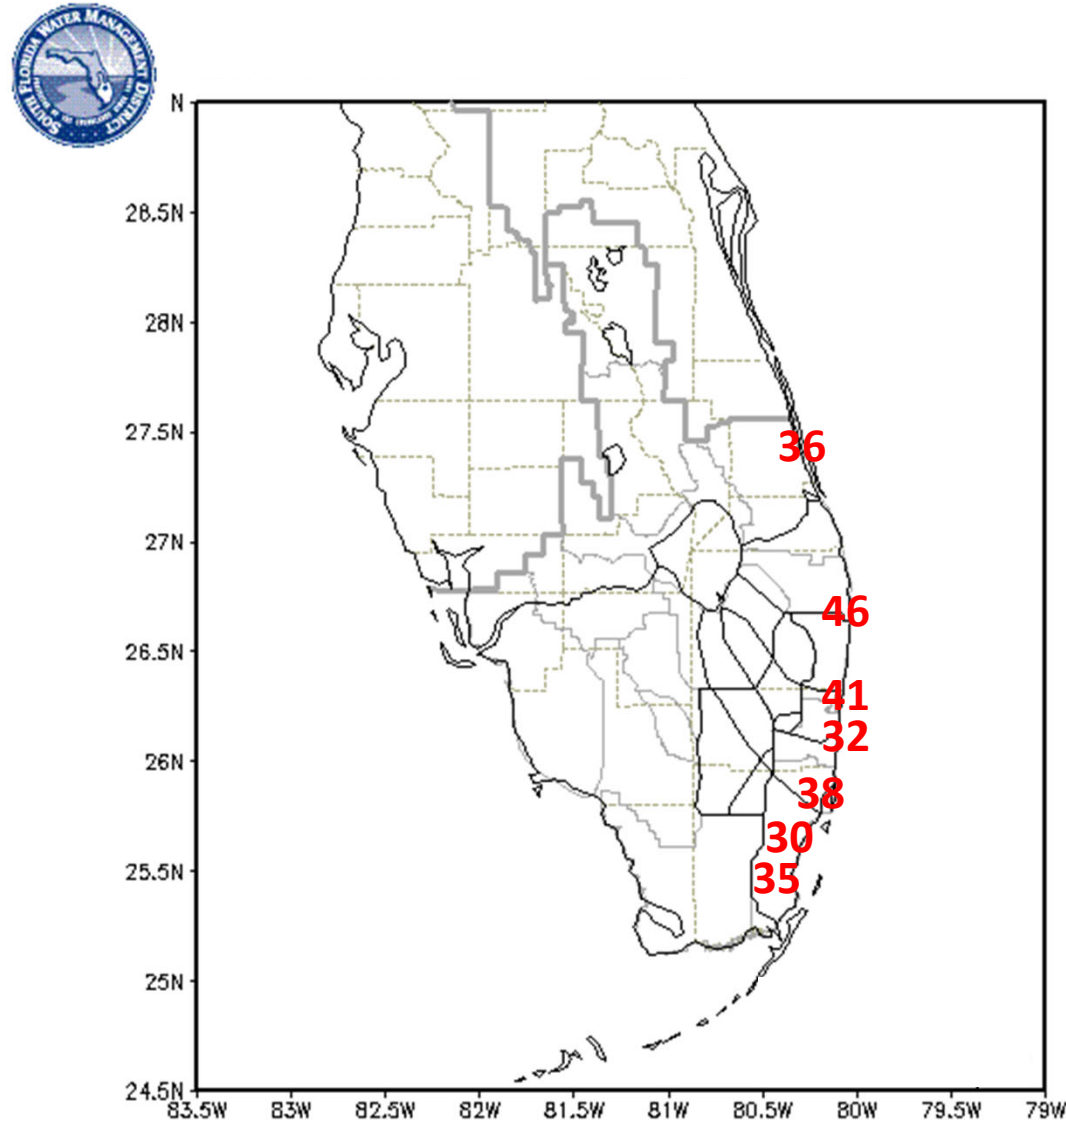 SOUTH FLORIDA WATER MANAGEMENT DISTRICT
N
28.5N
28N
27.5N
36
27N
46
26.5N
41
32
26N
38
30
25.5N
35
25N
24.5N
83.5W 83W 82.5W 82W 81.5W 81W 80.5W 80W 79.5W 79W